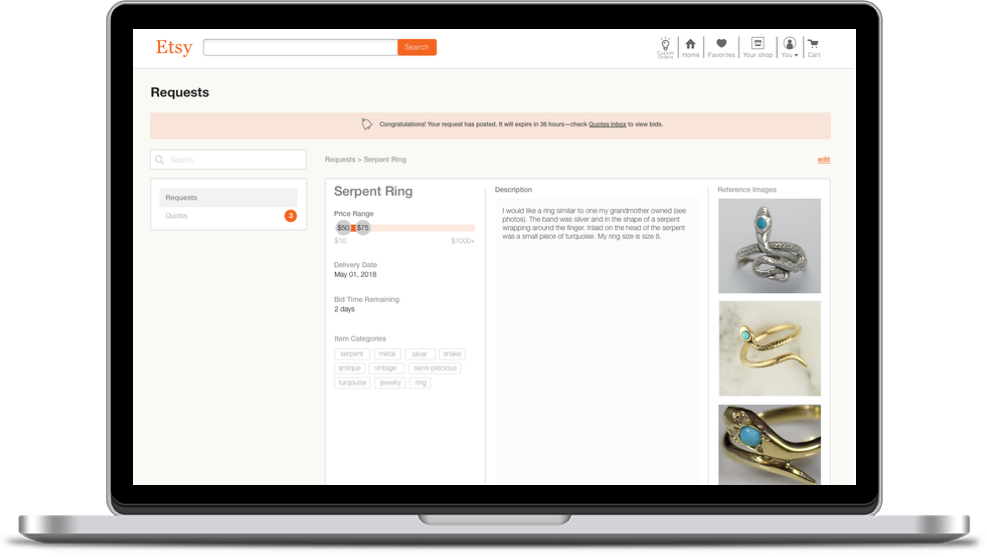 Etsy
Search
Custom
Orders
Home
Favorites
Your shop
You
Cart
Requests
Congratulations! Your request has posted. It will expire in 36 hours—check Quotes inbox to view bids.
Search
Requests > Serpent Ring
edit
Requests
Quotes
3
Serpent Ring
Price Range
$50 $75
$10 $1000+
Delivery Date
May 01, 2018
Bid Time Remaining
2 days
Item Categories
serpent metal silver snake
antique vintage semi-precious
turqouise jewelry ring
Description
I would like a ring similar to one my grandmother owned (see
photos). The band was silver and in the shape of a serpent
wrapping around the finger. Inlaid on the head of the serpent
was a small piece of turquoise. My ring size is size 8.
Reference Images